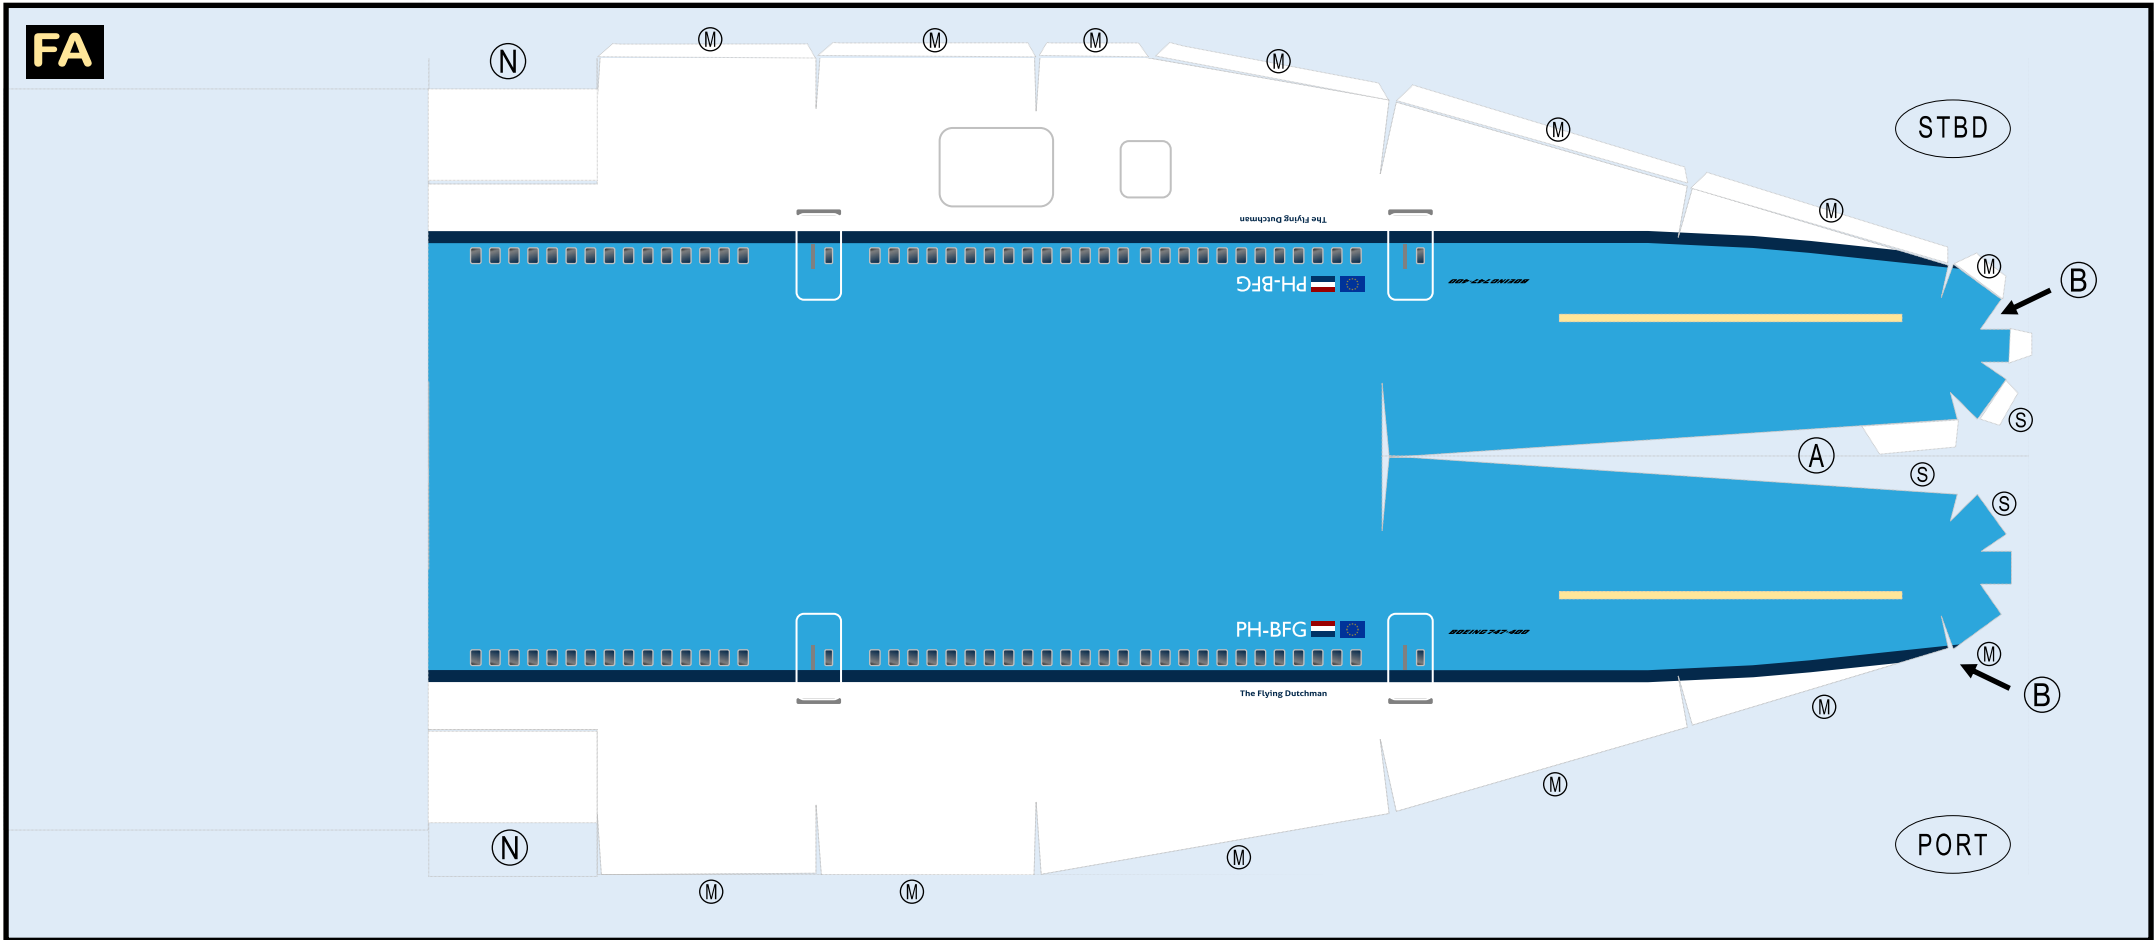 FA
N
M
M
M
M
M
STBD
M
The Flying Dutchman
M
B
PH-BFG
BOEING 747-400
S
A
S
S
PH-BFG
BOEING 747-400
M
The Flying Dutchman
B
M
M
N
M
PORT
M
M